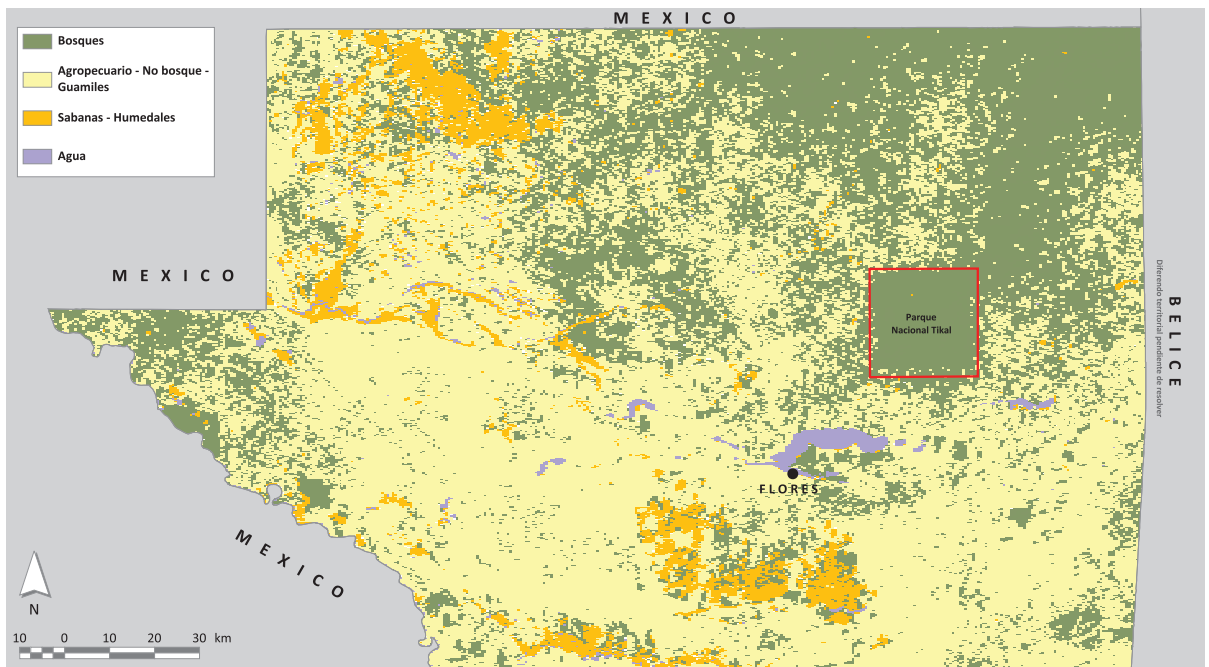 MEXICO
Bosques
Agropecuario - No bosque -
Guamiles
Sabanas - Humedales
Agua
MEXICO
Parque
Nacional Tikal
BELICE
Diferendo territorial pendiente de resolver
FLORES
MEXICO
N
10 0 10 20 30 km